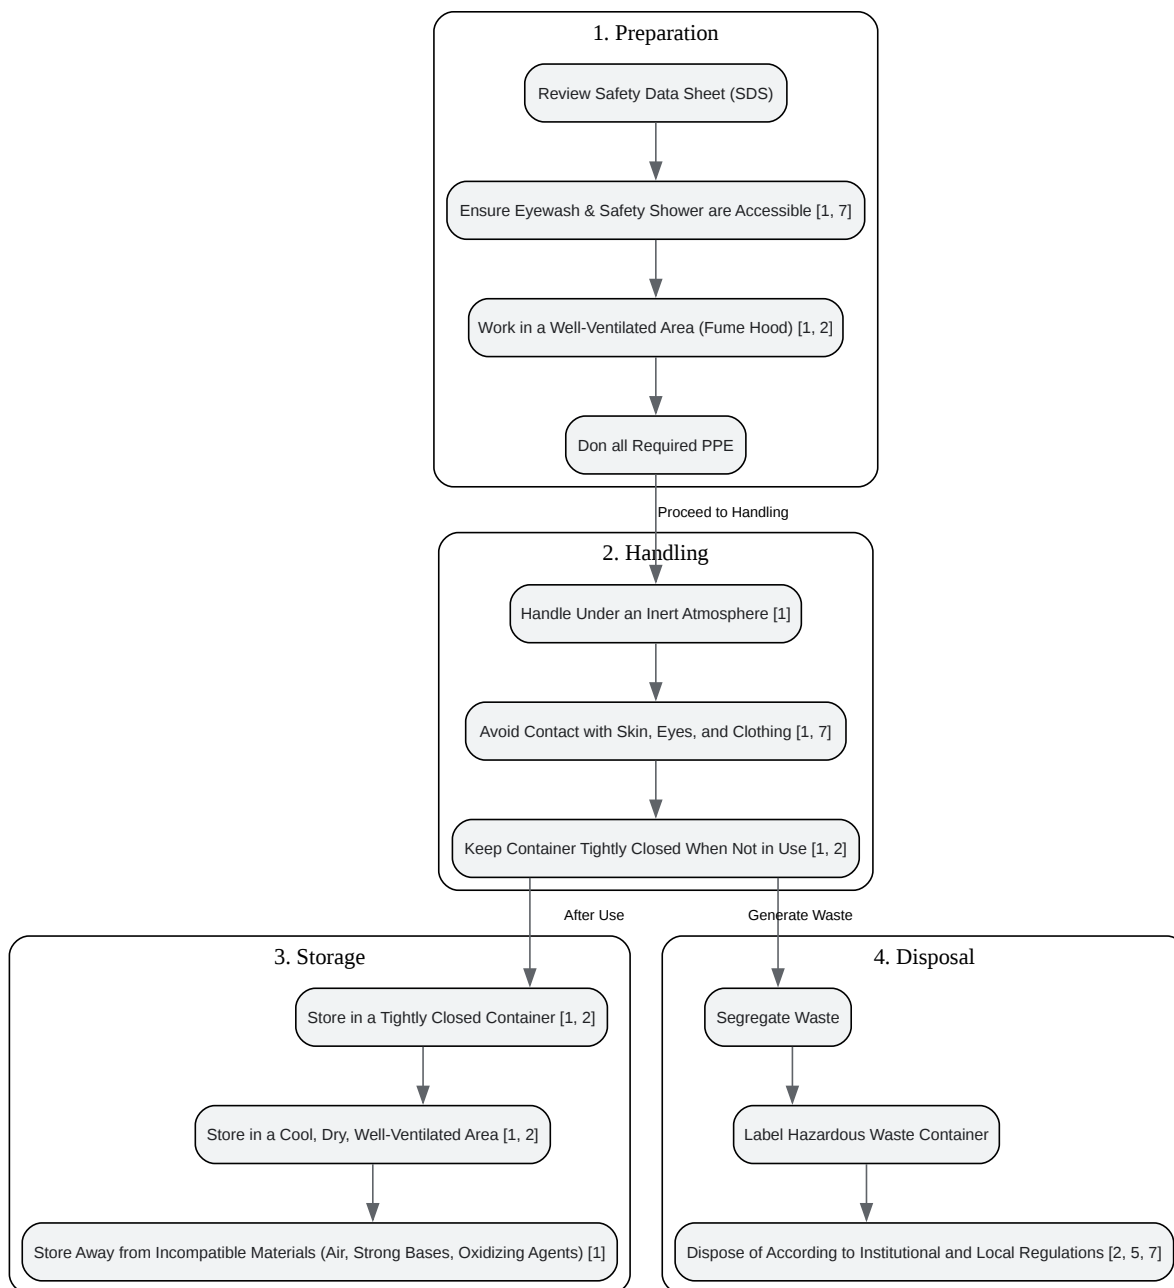 1. Preparation
Review Safety Data Sheet (SDS)
Ensure Eyewash & Safety Shower are Accessible [1, 7]
Work in a Well-Ventilated Area (Fume Hood) [1, 2]
Don all Required PPE
Proceed to Handling
2. Handling
Handle Under an Inert Atmosphere [1]
Avoid Contact with Skin, Eyes, and Clothing [1, 7]
Keep Container Tightly Closed When Not in Use [1, 2]
After Use
Generate Waste
3. Storage
Store in a Tightly Closed Container [1, 2]
Store in a Cool, Dry, Well-Ventilated Area [1, 2]
Store Away from Incompatible Materials (Air, Strong Bases, Oxidizing Agents) [1]
4. Disposal
Segregate Waste
Label Hazardous Waste Container
Dispose of According to Institutional and Local Regulations [2, 5, 7]